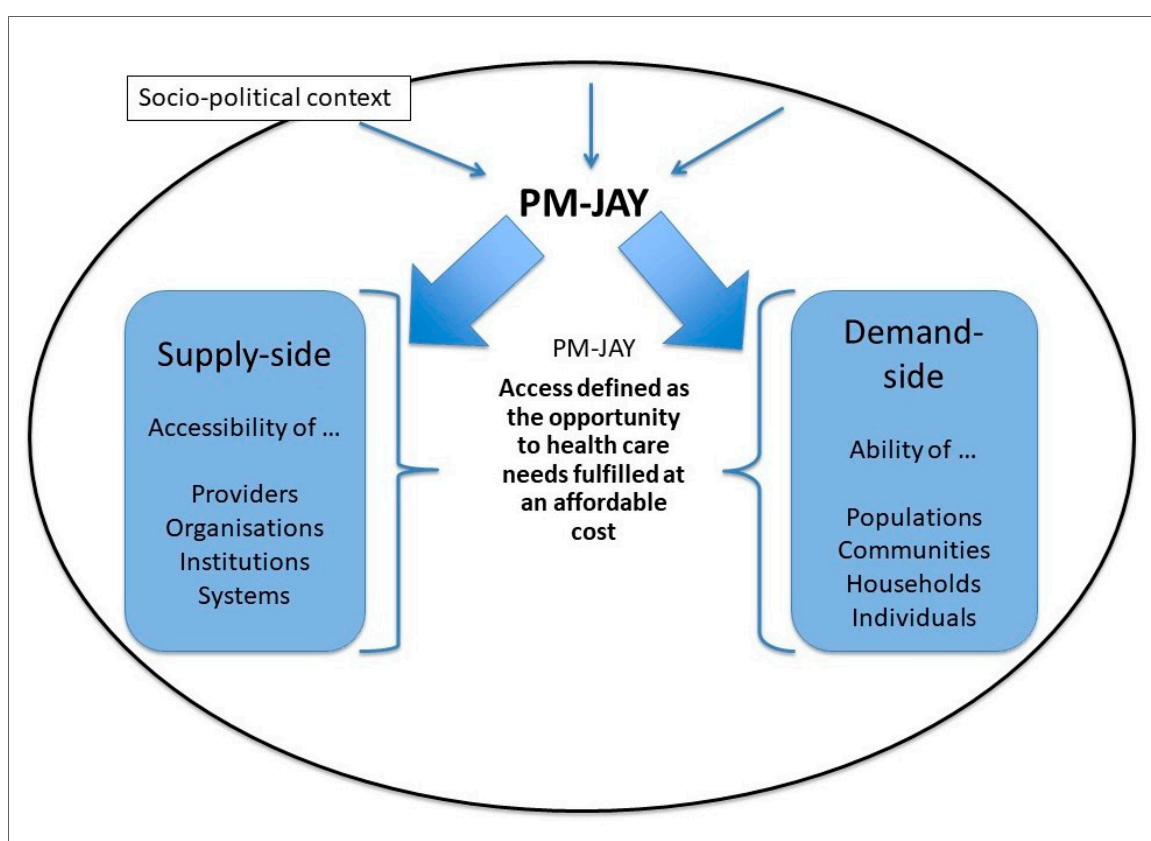 Socio-political context
PM-JAY
Supply-side
Accessibility of ...
Providers
Organisations
Institutions
Systems
PM-JAY
Access defined as
the opportunity
to health care
needs fulfilled at
an affordable
cost
Demand-
side
Ability of ...
Populations
Communities
Households
Individuals